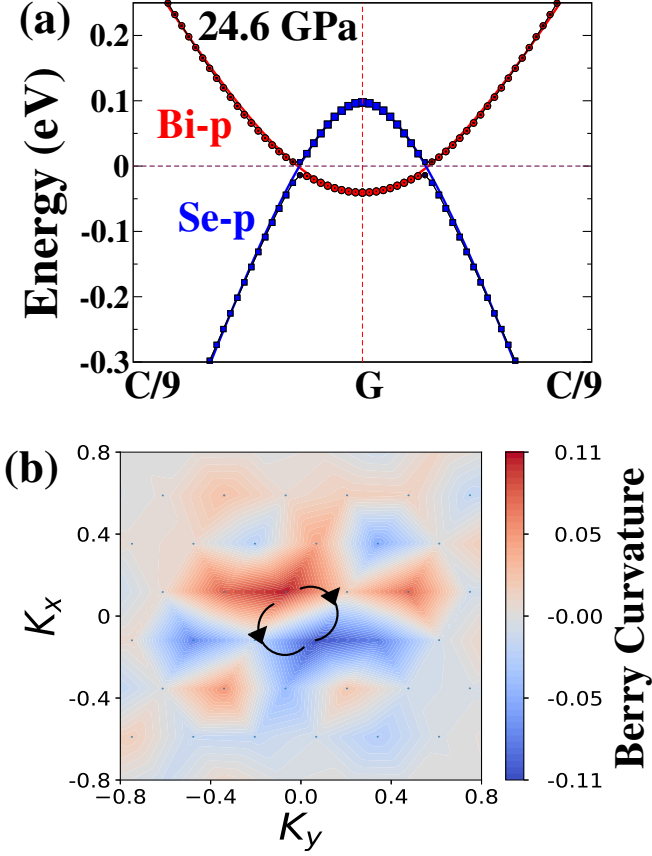 (a)
24.6 GPa
Energy (eV)
0.2
0.1
0
-0.1
-0.2
-0.3
Bi-p
Se-p
C/9 G C/9
(b)
K_x
0.8
0.4
0
-0.4
-0.8
−0.8 −0.4 0.0 0.4 0.8
K_y
0.11
0.05
-0.00
-0.05
-0.11
Berry Curvature